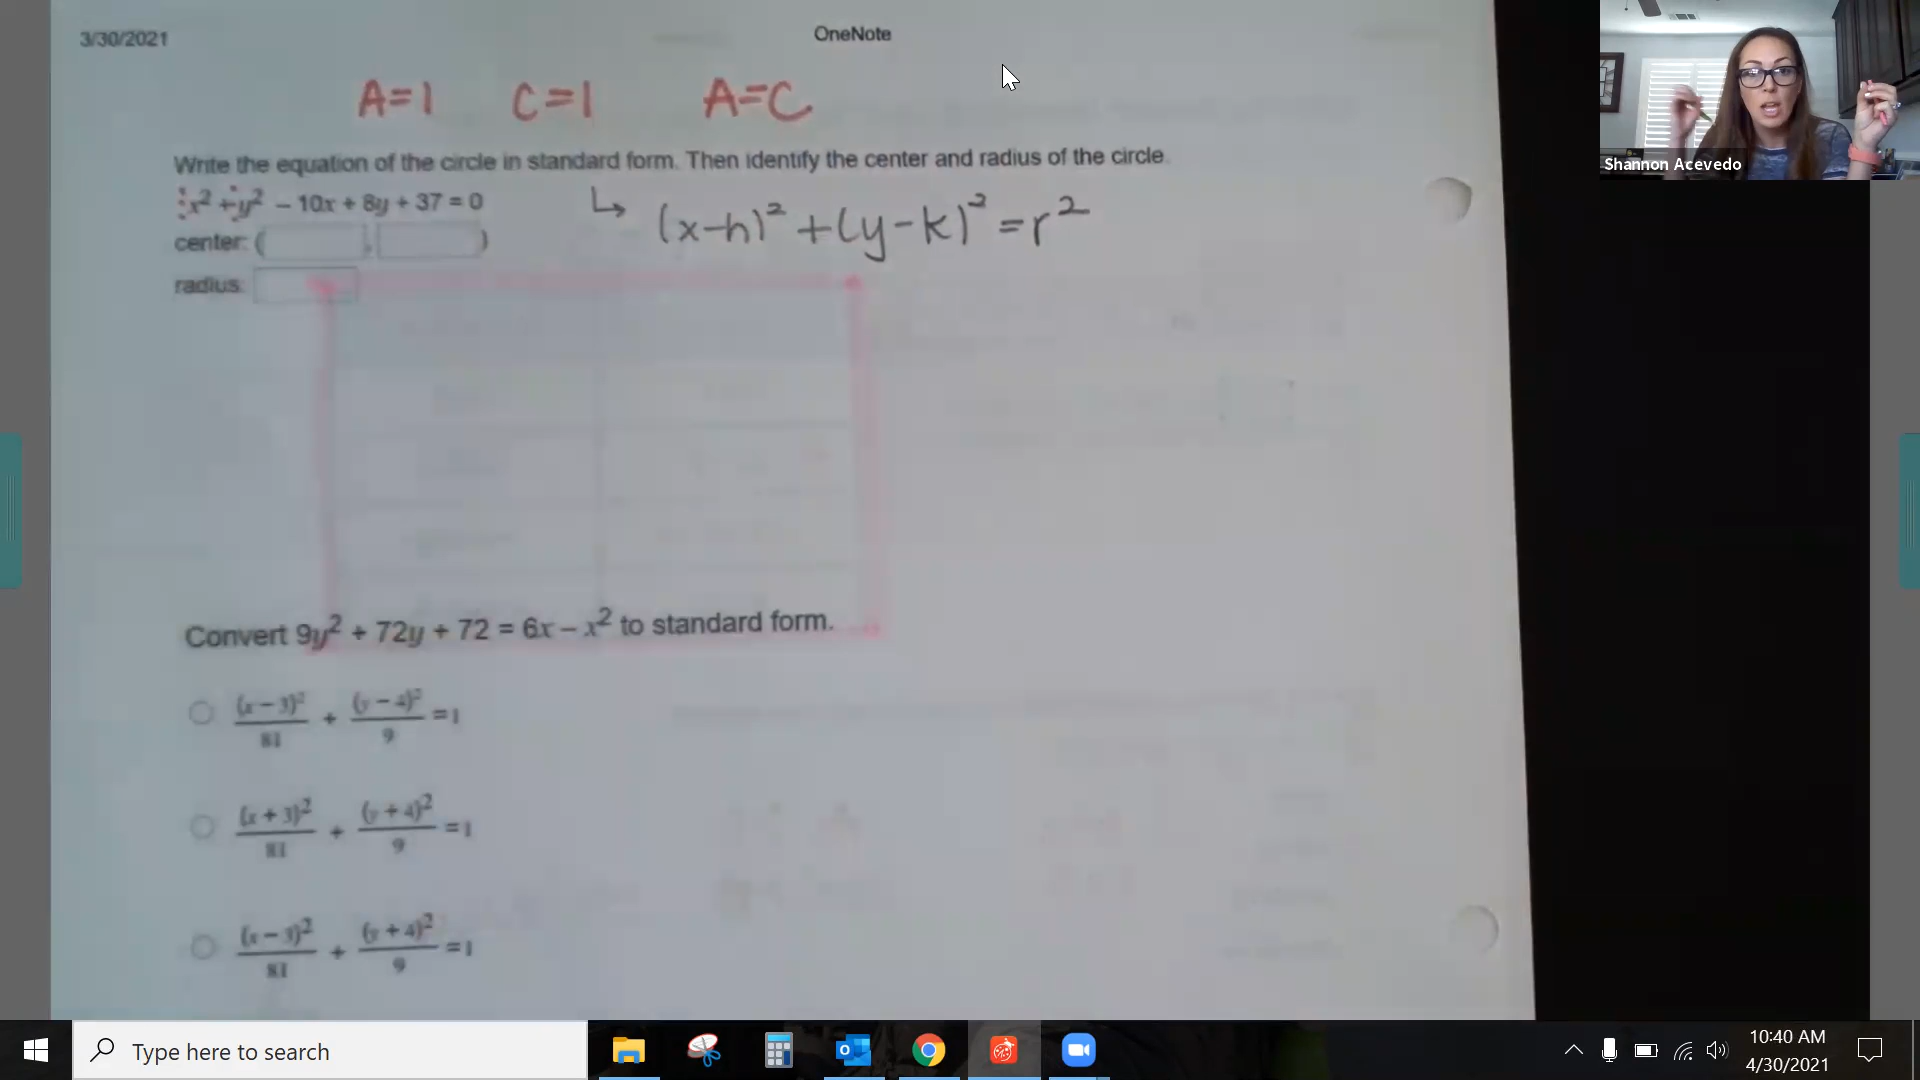 3/30/2021
OneNote
A=1 C=1 A=C
Write the equation of the circle in standard form. Then identify the center and radius of the circle.
x² + y² – 10x + 8y + 37 = 0
(x-h)² + (y-k)² = r²
center: ( , )
radius:
Convert 9y² + 72y + 72 = 6x – x² to standard form.
(x – 3)²/81 + (y – 4)²/9 = 1
(x + 3)²/81 + (y + 4)²/9 = 1
(x – 3)²/81 + (y + 4)²/9 = 1
Shannon Acevedo
Type here to search
10:40 AM
4/30/2021